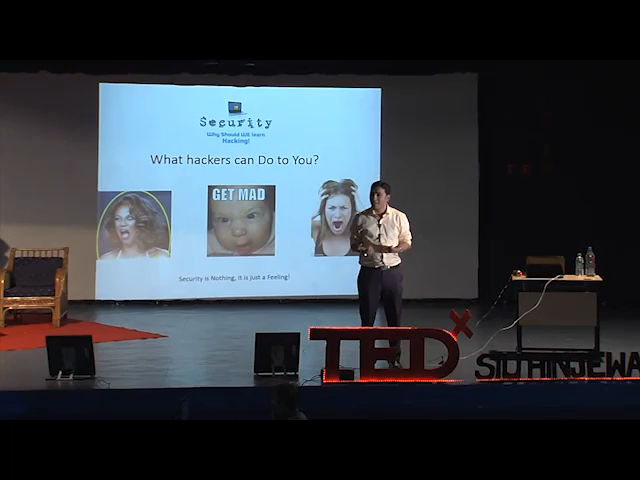 Security
Why Should WE learn
Hacking!
What hackers can Do to You?
GET MAD
Security is Nothing, it is just a Feeling!
TEDx